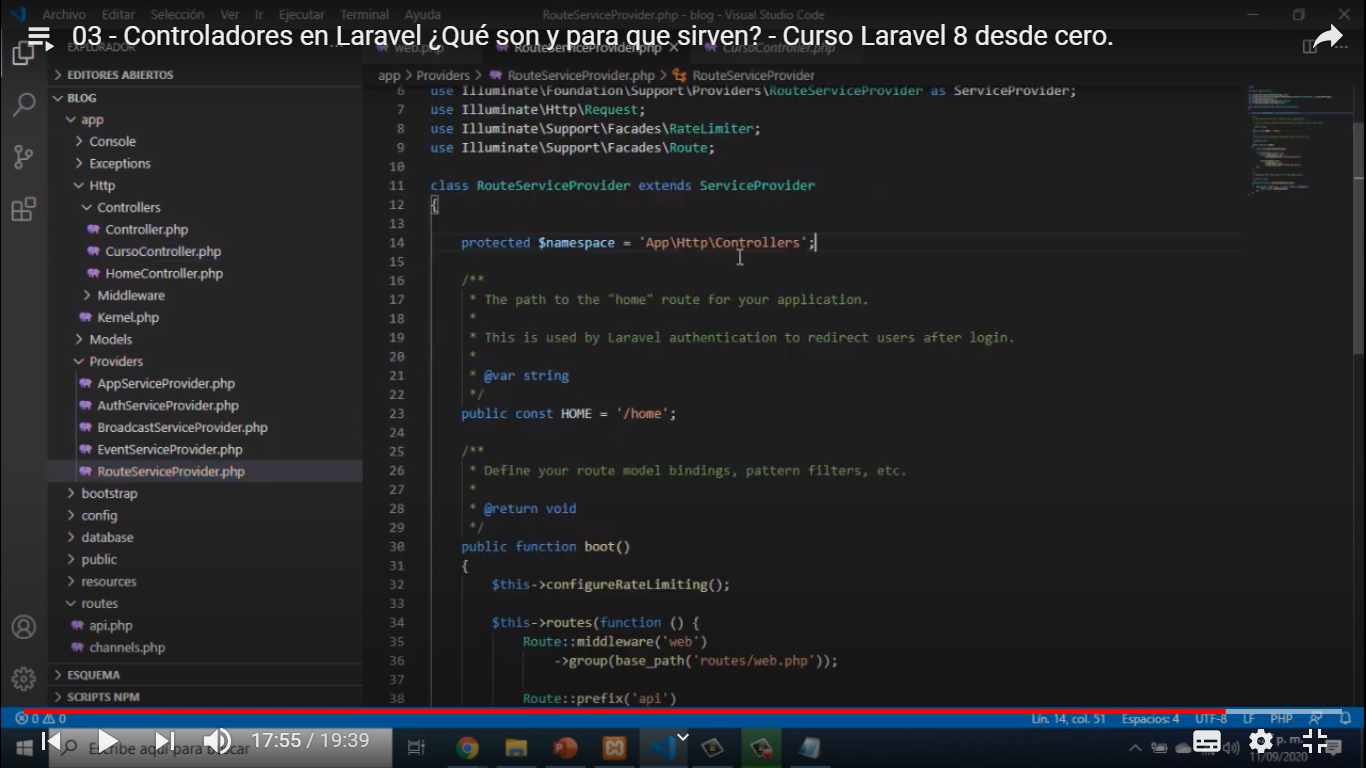 Archivo Editar Selección Ver Ir Ejecutar Terminal Ayuda RouteServiceProvider.php - blog - Visual Studio Code
03 - Controladores en Laravel ¿Qué son y para que sirven? - Curso Laravel 8 desde cero.
EXPLORADOR web.php RouteServiceProvider.php CursoController.php
EDITORES ABIERTOS
app > Providers > RouteServiceProvider.php > RouteServiceProvider
BLOG
app
Console
Exceptions
Http
Controllers
Controller.php
CursoController.php
HomeController.php
Middleware
Kernel.php
Models
Providers
AppServiceProvider.php
AuthServiceProvider.php
BroadcastServiceProvider.php
EventServiceProvider.php
RouteServiceProvider.php
bootstrap
config
database
public
resources
routes
api.php
channels.php
ESQUEMA
SCRIPTS NPM
6 use Illuminate\Foundation\Support\Providers\RouteServiceProvider as ServiceProvider;
7 use Illuminate\Http\Request;
8 use Illuminate\Support\Facades\RateLimiter;
9 use Illuminate\Support\Facades\Route;
10
11 class RouteServiceProvider extends ServiceProvider
12 {
13
14 protected $namespace = 'App\Http\Controllers';
15
16 /**
17 * The path to the "home" route for your application.
18 *
19 * This is used by Laravel authentication to redirect users after login.
20 *
21 * @var string
22 */
23 public const HOME = '/home';
24
25 /**
26 * Define your route model bindings, pattern filters, etc.
27 *
28 * @return void
29 */
30 public function boot()
31 {
32 $this->configureRateLimiting();
33
34 $this->routes(function () {
35 Route::middleware('web')
36 ->group(base_path('routes/web.php'));
37
38 Route::prefix('api')
0 0 Lín. 14, col. 51 Espacios: 4 UTF-8 LF PHP
Escribe aquí para buscar
17:55 / 19:39
p. m.
11/09/2020